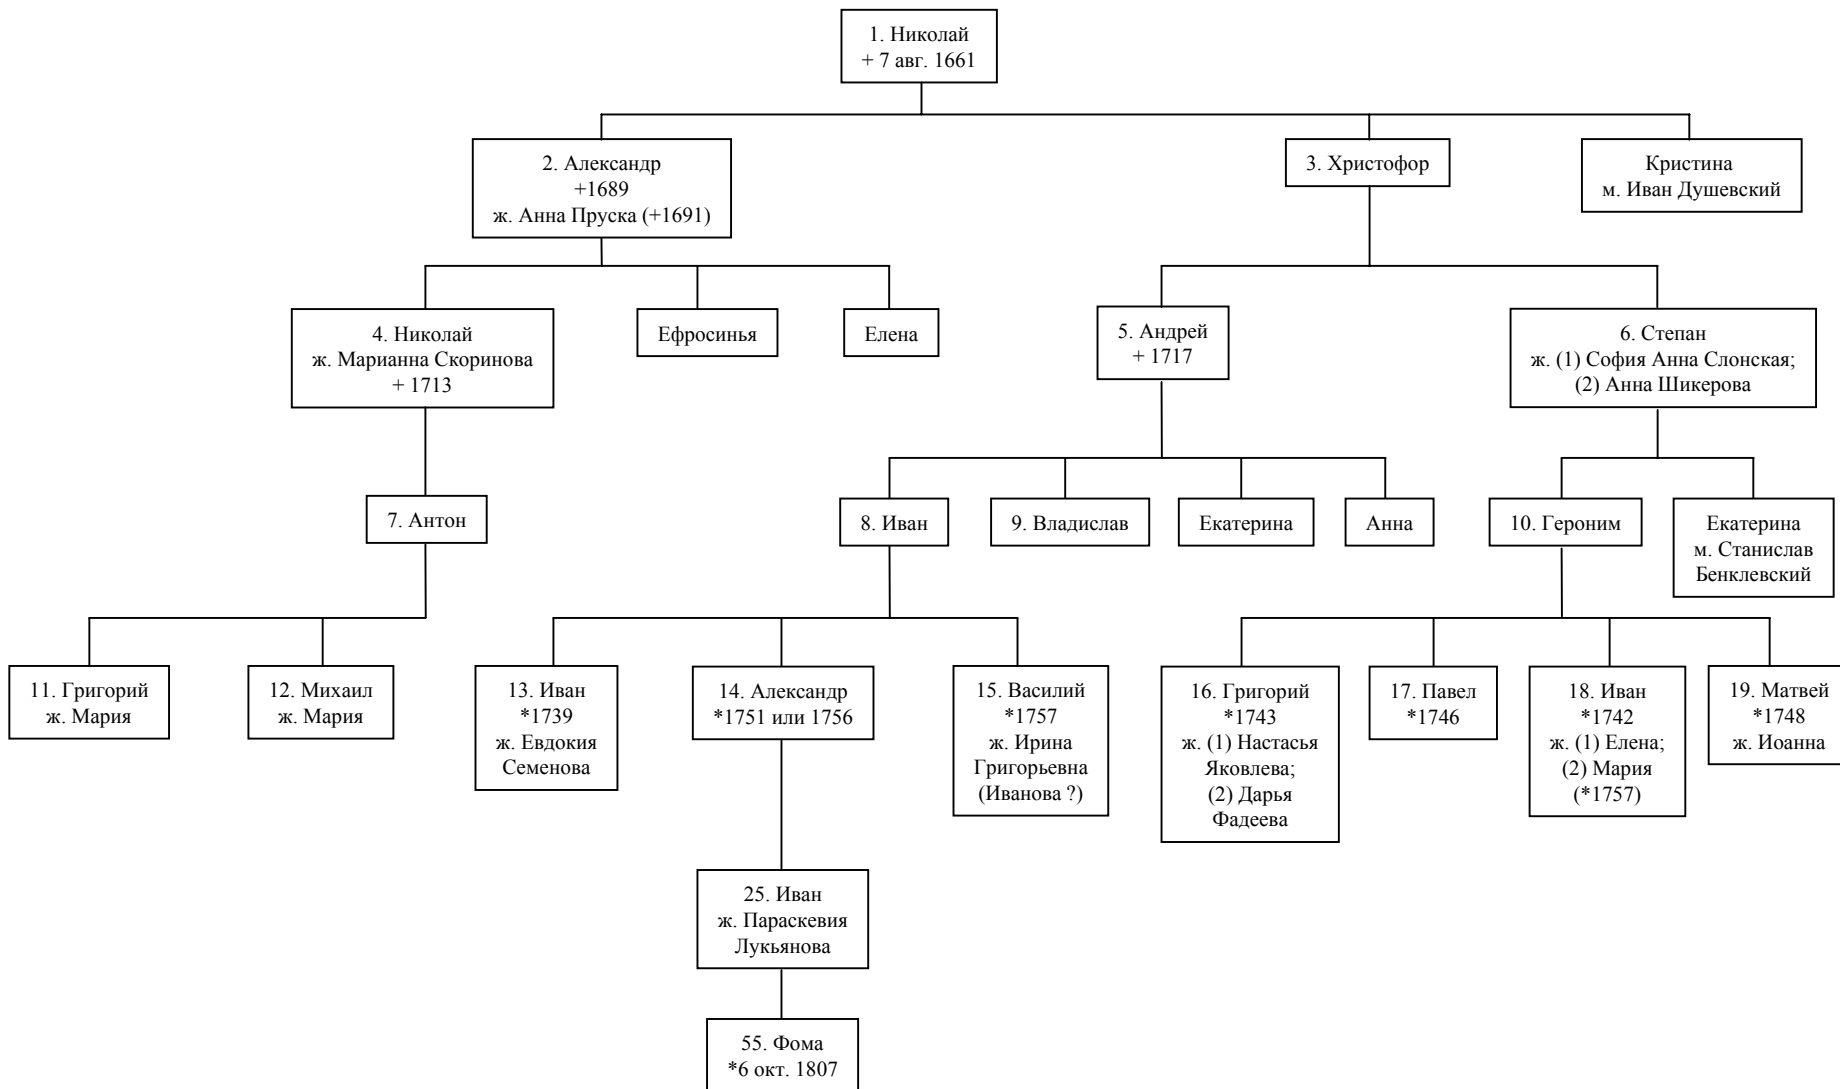 1. Николай
+ 7 авг. 1661
2. Александр
+1689
ж. Анна Пруска (+1691)
3. Христофор
Кристина
м. Иван Душевский
4. Николай
ж. Марианна Скоринова
+ 1713
Ефросинья
Елена
5. Андрей
+ 1717
6. Степан
ж. (1) София Анна Слонская;
(2) Анна Шикерова
7. Антон
8. Иван
9. Владислав
Екатерина
Анна
10. Героним
Екатерина
м. Станислав
Бенклевский
11. Григорий
ж. Мария
12. Михаил
ж. Мария
13. Иван
*1739
ж. Евдокия
Семенова
14. Александр
*1751 или 1756
15. Василий
*1757
ж. Ирина
Григорьевна
(Иванова ?)
16. Григорий
*1743
ж. (1) Настасья
Яковлева;
(2) Дарья
Фадеева
17. Павел
*1746
18. Иван
*1742
ж. (1) Елена;
(2) Мария
(*1757)
19. Матвей
*1748
ж. Иоанна
25. Иван
ж. Параскевия
Лукьянова
55. Фома
*6 окт. 1807